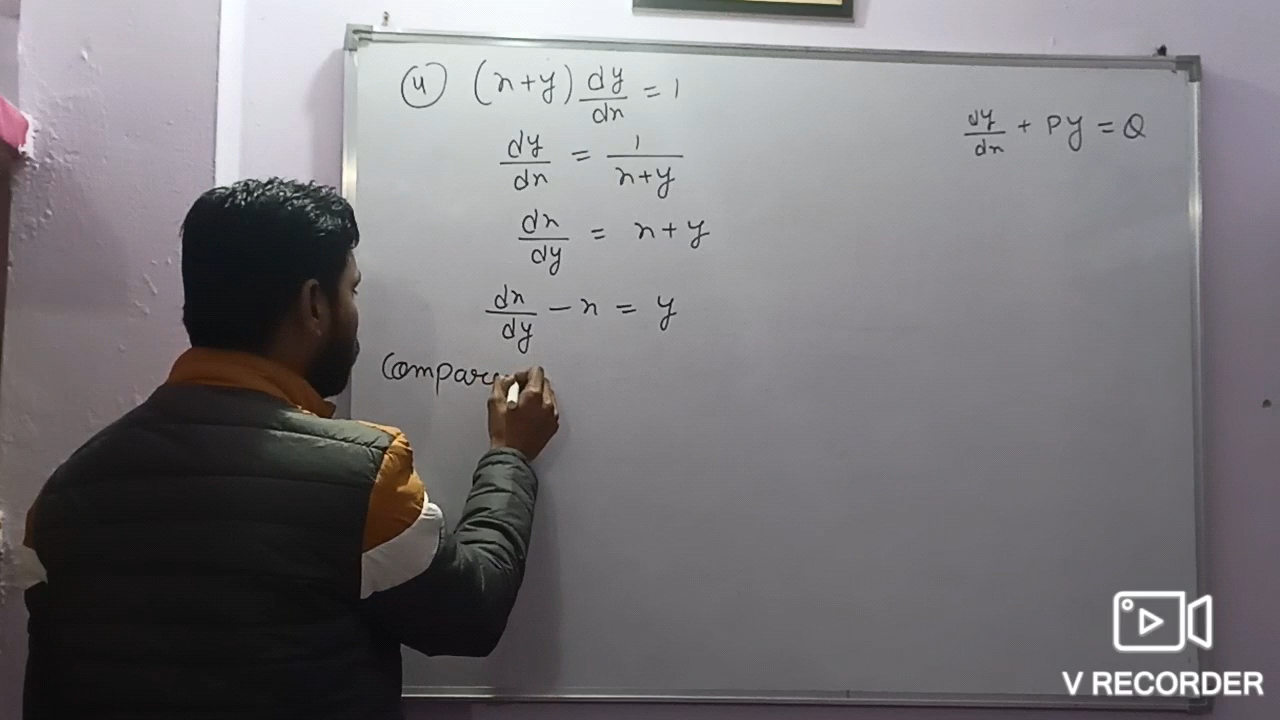 (4) (x+y) dy/dx = 1
dy/dx = 1/(x+y)
dx/dy = x+y
dx/dy - x = y
Compar
dy/dx + Py = Q
V RECORDER